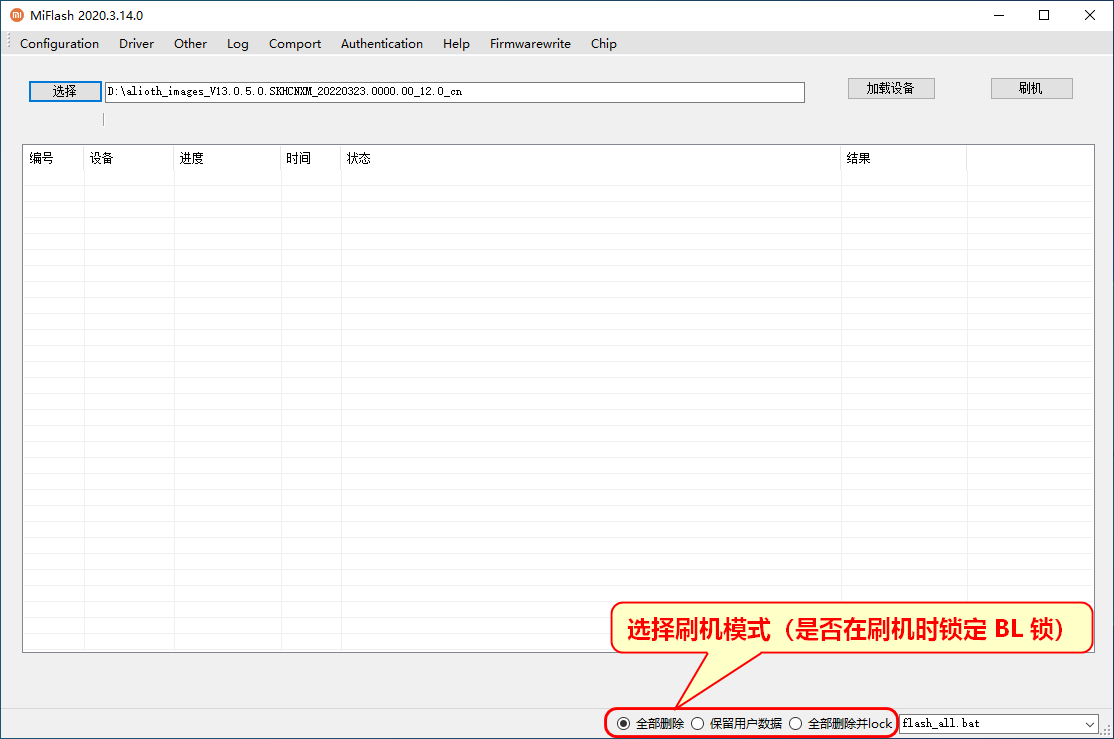 MiFlash 2020.3.14.0
Configuration Driver Other Log Comport Authentication Help Firmwarewrite Chip
选择 D:\alioth_images_V13.0.5.0.SKHCNXM_20220323.0000.00_12.0_cn 加载设备 刷机
编号 设备 进度 时间 状态 结果
选择刷机模式（是否在刷机时锁定 BL 锁）
全部删除 保留用户数据 全部删除并lock flash_all.bat